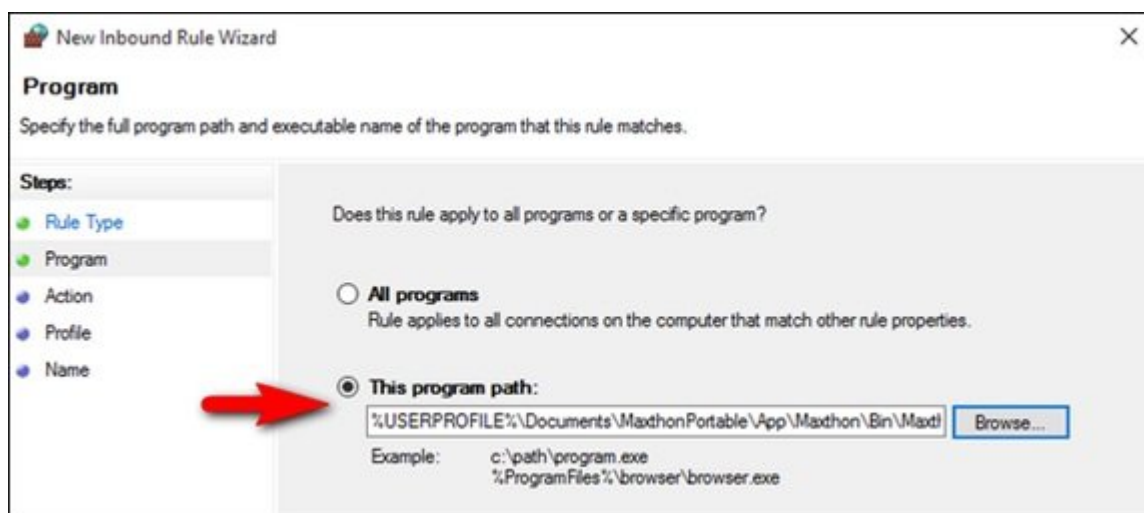 New Inbound Rule Wizard
Program
Specify the full program path and executable name of the program that this rule matches.
Steps:
Rule Type
Program
Action
Profile
Name
Does this rule apply to all programs or a specific program?
All programs
Rule applies to all connections on the computer that match other rule properties.
This program path:
%USERPROFILE%\Documents\MaxthonPortable\App\Maxthon\Bin\Maxt
Browse...
Example: c:\path\program.exe
%ProgramFiles%\browser\browser.exe